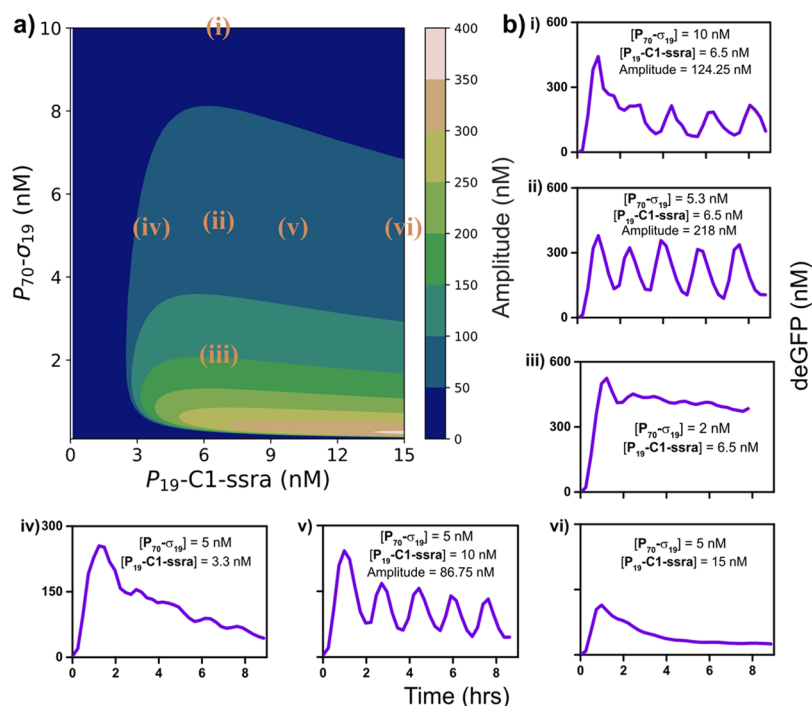 a)
10
8
6
4
2
P₇₀-σ₁₉ (nM)
0
3
6
9
12
15
P₁₉-C1-ssra (nM)
(i)
(iv)
(ii)
(v)
(vi)
(iii)
400
350
300
250
200
150
100
50
0
Amplitude (nM)
b)
i)
600
300
0
[P₇₀-σ₁₉] = 10 nM
[P₁₉-C1-ssra] = 6.5 nM
Amplitude = 124.25 nM
ii)
600
300
0
[P₇₀-σ₁₉] = 5.3 nM
[P₁₉-C1-ssra] = 6.5 nM
Amplitude = 218 nM
iii)
600
300
0
[P₇₀-σ₁₉] = 2 nM
[P₁₉-C1-ssra] = 6.5 nM
deGFP (nM)
iv)
300
150
0
[P₇₀-σ₁₉] = 5 nM
[P₁₉-C1-ssra] = 3.3 nM
0 2 4 6 8
v)
[P₇₀-σ₁₉] = 5 nM
[P₁₉-C1-ssra] = 10 nM
Amplitude = 86.75 nM
0 2 4 6 8
vi)
[P₇₀-σ₁₉] = 5 nM
[P₁₉-C1-ssra] = 15 nM
0 2 4 6 8
Time (hrs)